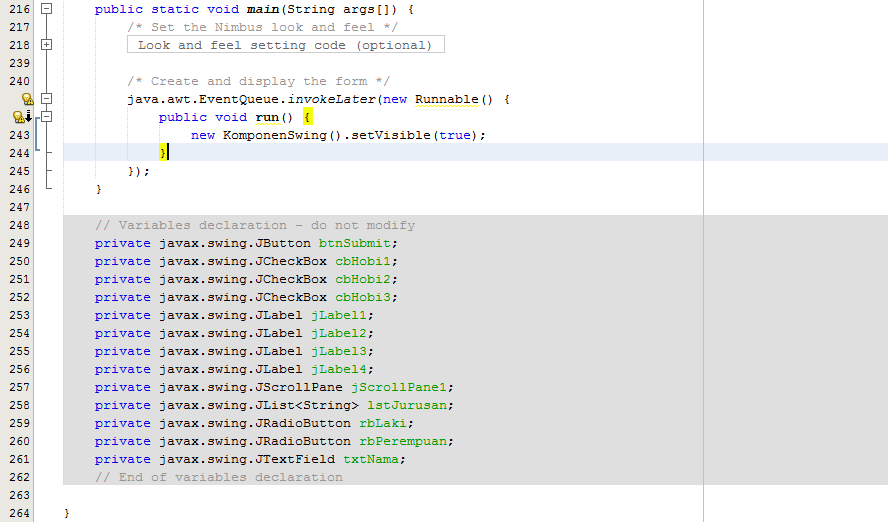 216 public static void main(String args[]) {
217 /* Set the Nimbus look and feel */
218 Look and feel setting code (optional)
239
240 /* Create and display the form */
java.awt.EventQueue.invokeLater(new Runnable() {
public void run() {
243 new KomponenSwing().setVisible(true);
244 }
245 });
246 }
247
248 // Variables declaration - do not modify
249 private javax.swing.JButton btnSubmit;
250 private javax.swing.JCheckBox cbHobi1;
251 private javax.swing.JCheckBox cbHobi2;
252 private javax.swing.JCheckBox cbHobi3;
253 private javax.swing.JLabel jLabel1;
254 private javax.swing.JLabel jLabel2;
255 private javax.swing.JLabel jLabel3;
256 private javax.swing.JLabel jLabel4;
257 private javax.swing.JScrollPane jScrollPane1;
258 private javax.swing.JList<String> lstJurusan;
259 private javax.swing.JRadioButton rbLaki;
260 private javax.swing.JRadioButton rbPerempuan;
261 private javax.swing.JTextField txtNama;
262 // End of variables declaration
263
264 }